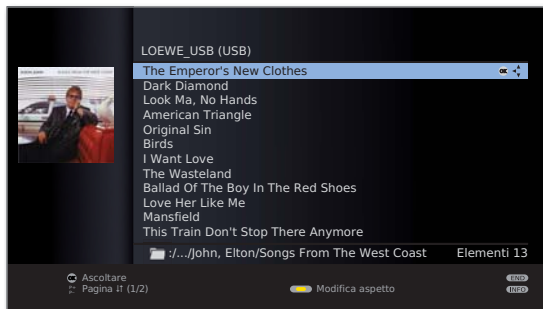 LOEWE_USB (USB)
The Emperor's New Clothes
OK
Dark Diamond
Look Ma, No Hands
American Triangle
Original Sin
Birds
I Want Love
The Wasteland
Ballad Of The Boy In The Red Shoes
Love Her Like Me
Mansfield
This Train Don't Stop There Anymore
:/.../John, Elton/Songs From The West Coast Elementi 13
OK Ascoltare END
Pagina (1/2) Modifica aspetto INFO